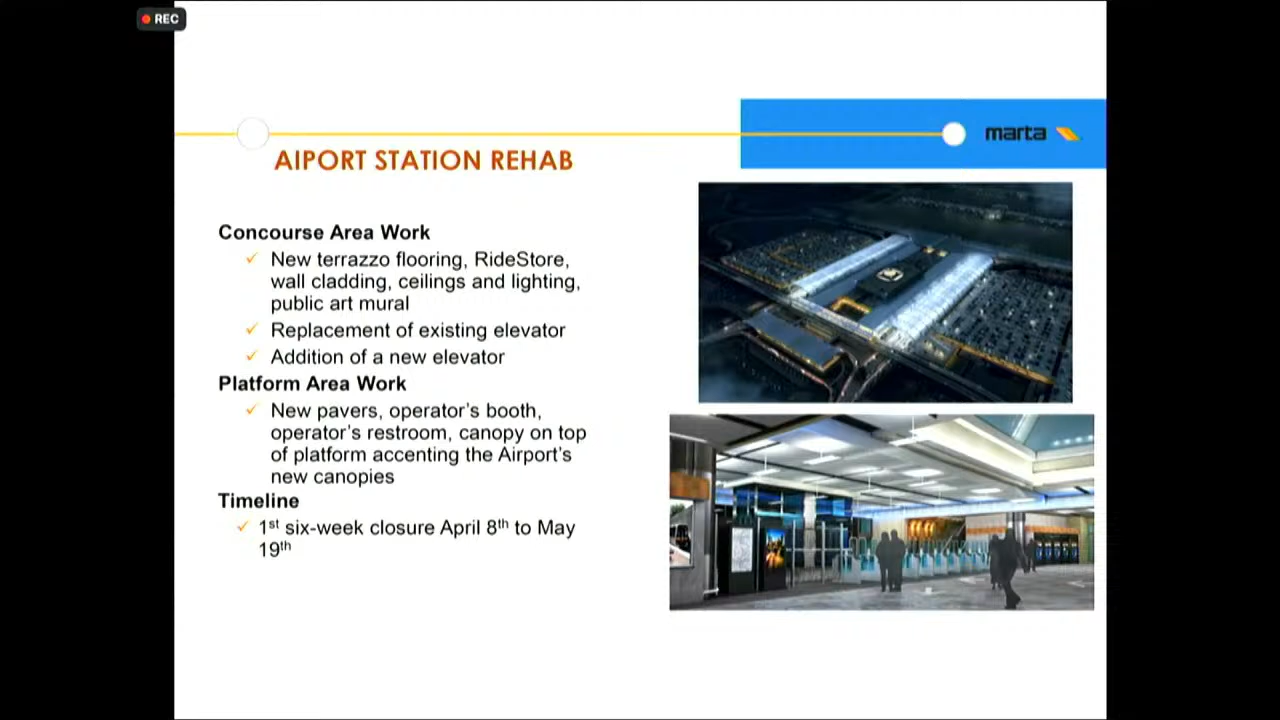 REC
marta
AIPORT STATION REHAB
Concourse Area Work
✓ New terrazzo flooring, RideStore,
wall cladding, ceilings and lighting,
public art mural
✓ Replacement of existing elevator
✓ Addition of a new elevator
Platform Area Work
✓ New pavers, operator's booth,
operator's restroom, canopy on top
of platform accenting the Airport's
new canopies
Timeline
✓ 1st six-week closure April 8th to May
19th